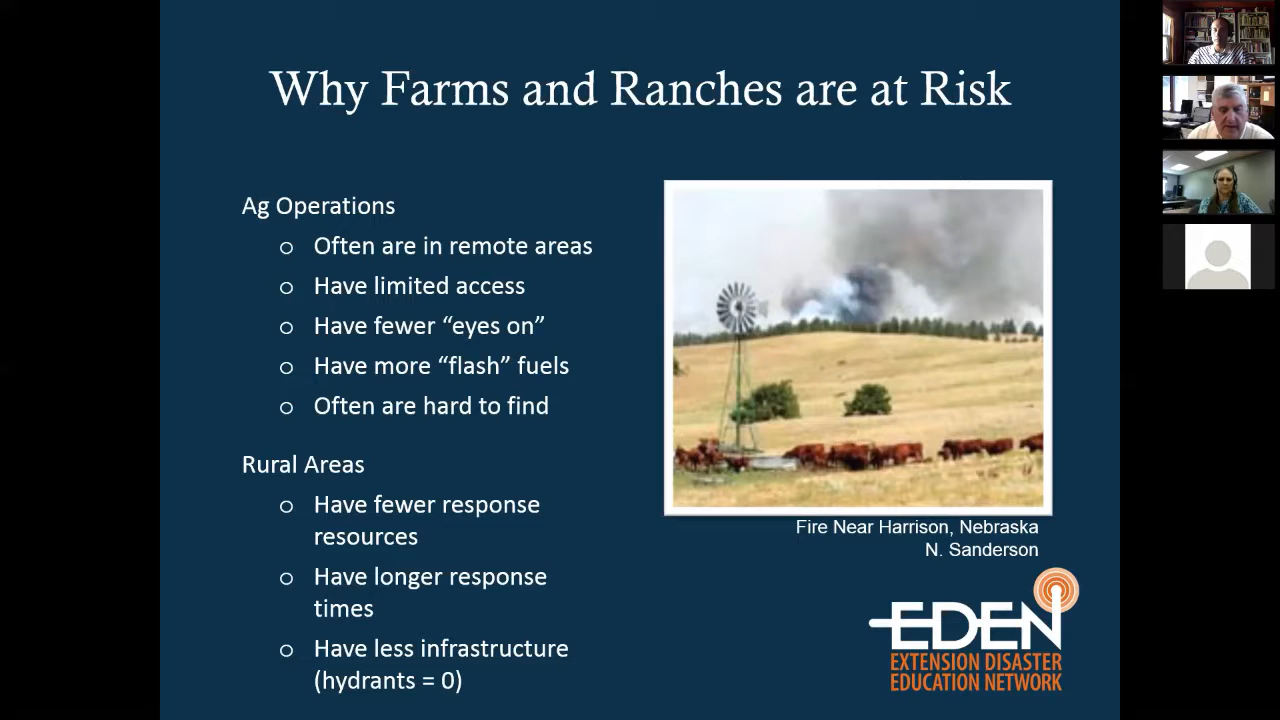 Why Farms and Ranches are at Risk
Ag Operations
o Often are in remote areas
o Have limited access
o Have fewer “eyes on”
o Have more “flash” fuels
o Often are hard to find
Rural Areas
o Have fewer response
resources
o Have longer response
times
o Have less infrastructure
(hydrants = 0)
Fire Near Harrison, Nebraska
N. Sanderson
EDEN
EXTENSION DISASTER
EDUCATION NETWORK